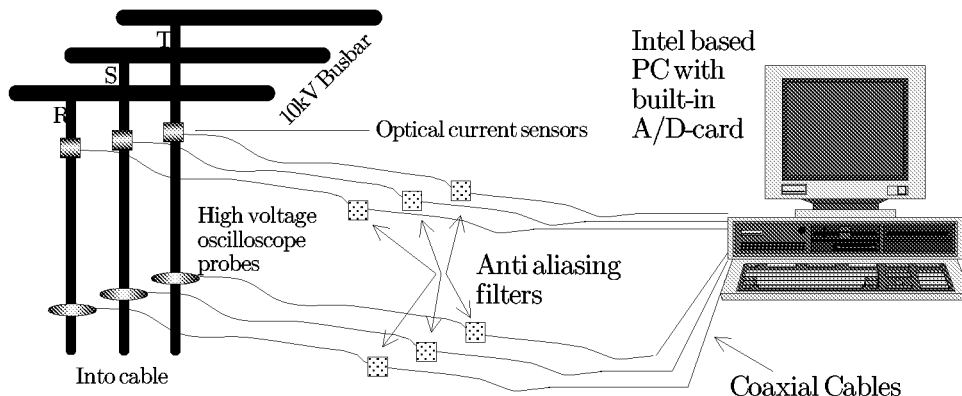 T
S
R
10kV Busbar
Optical current sensors
Intel based
PC with
built-in
A/D-card
High voltage
oscilloscope
probes
Anti aliasing
filters
Into cable
Coaxial Cables